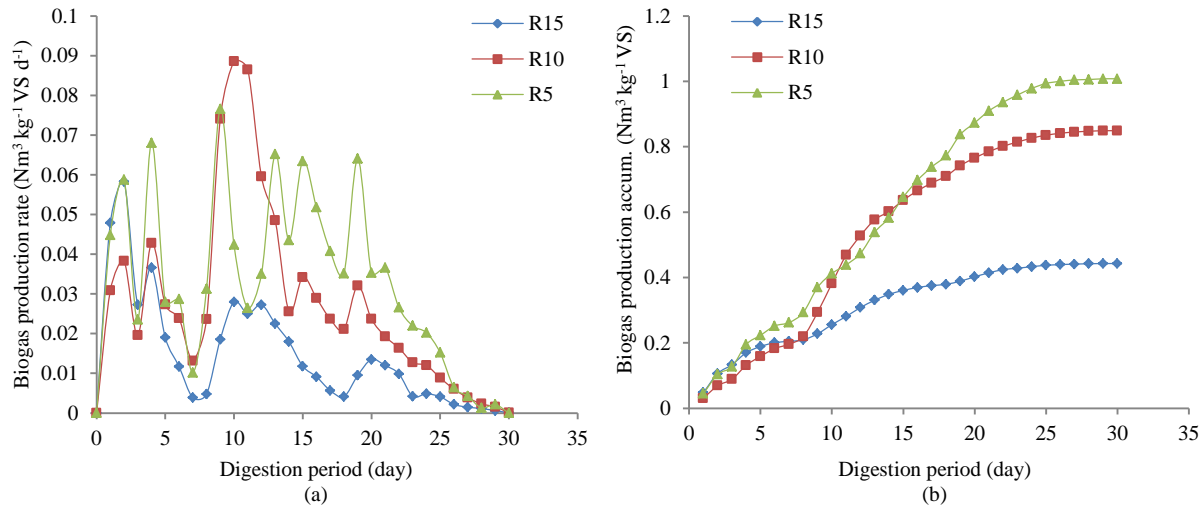 Biogas production rate (Nm³ kg⁻¹ VS d⁻¹)
0.1
0.09
0.08
0.07
0.06
0.05
0.04
0.03
0.02
0.01
0
R15
R10
R5
0 5 10 15 20 25 30 35
Digestion period (day)
(a)
Biogas production accum. (Nm³ kg⁻¹ VS)
1.2
1
0.8
0.6
0.4
0.2
0
R15
R10
R5
0 5 10 15 20 25 30 35
Digestion period (day)
(b)